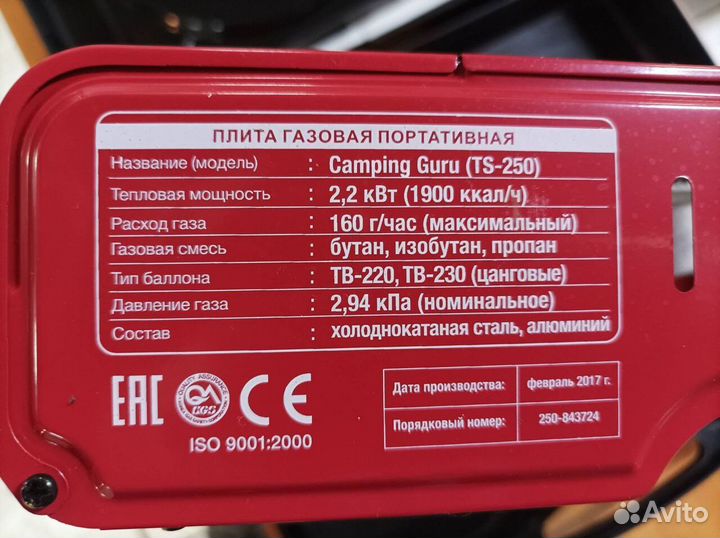 ПЛИТА ГАЗОВАЯ ПОРТАТИВНАЯ
Название (модель) : Camping Guru (TS-250)
Тепловая мощность : 2,2 кВт (1900 ккал/ч)
Расход газа : 160 г/час (максимальный)
Газовая смесь : бутан, изобутан, пропан
Тип баллона : ТВ-220, ТВ-230 (цанговые)
Давление газа : 2,94 кПа (номинальное)
Состав : холоднокатаная сталь, алюминий
EAC QUALITY ASSURANCE KGS CE
ISO 9001:2000
Дата производства: февраль 2017 г.
Порядковый номер: 250-843724
Avito